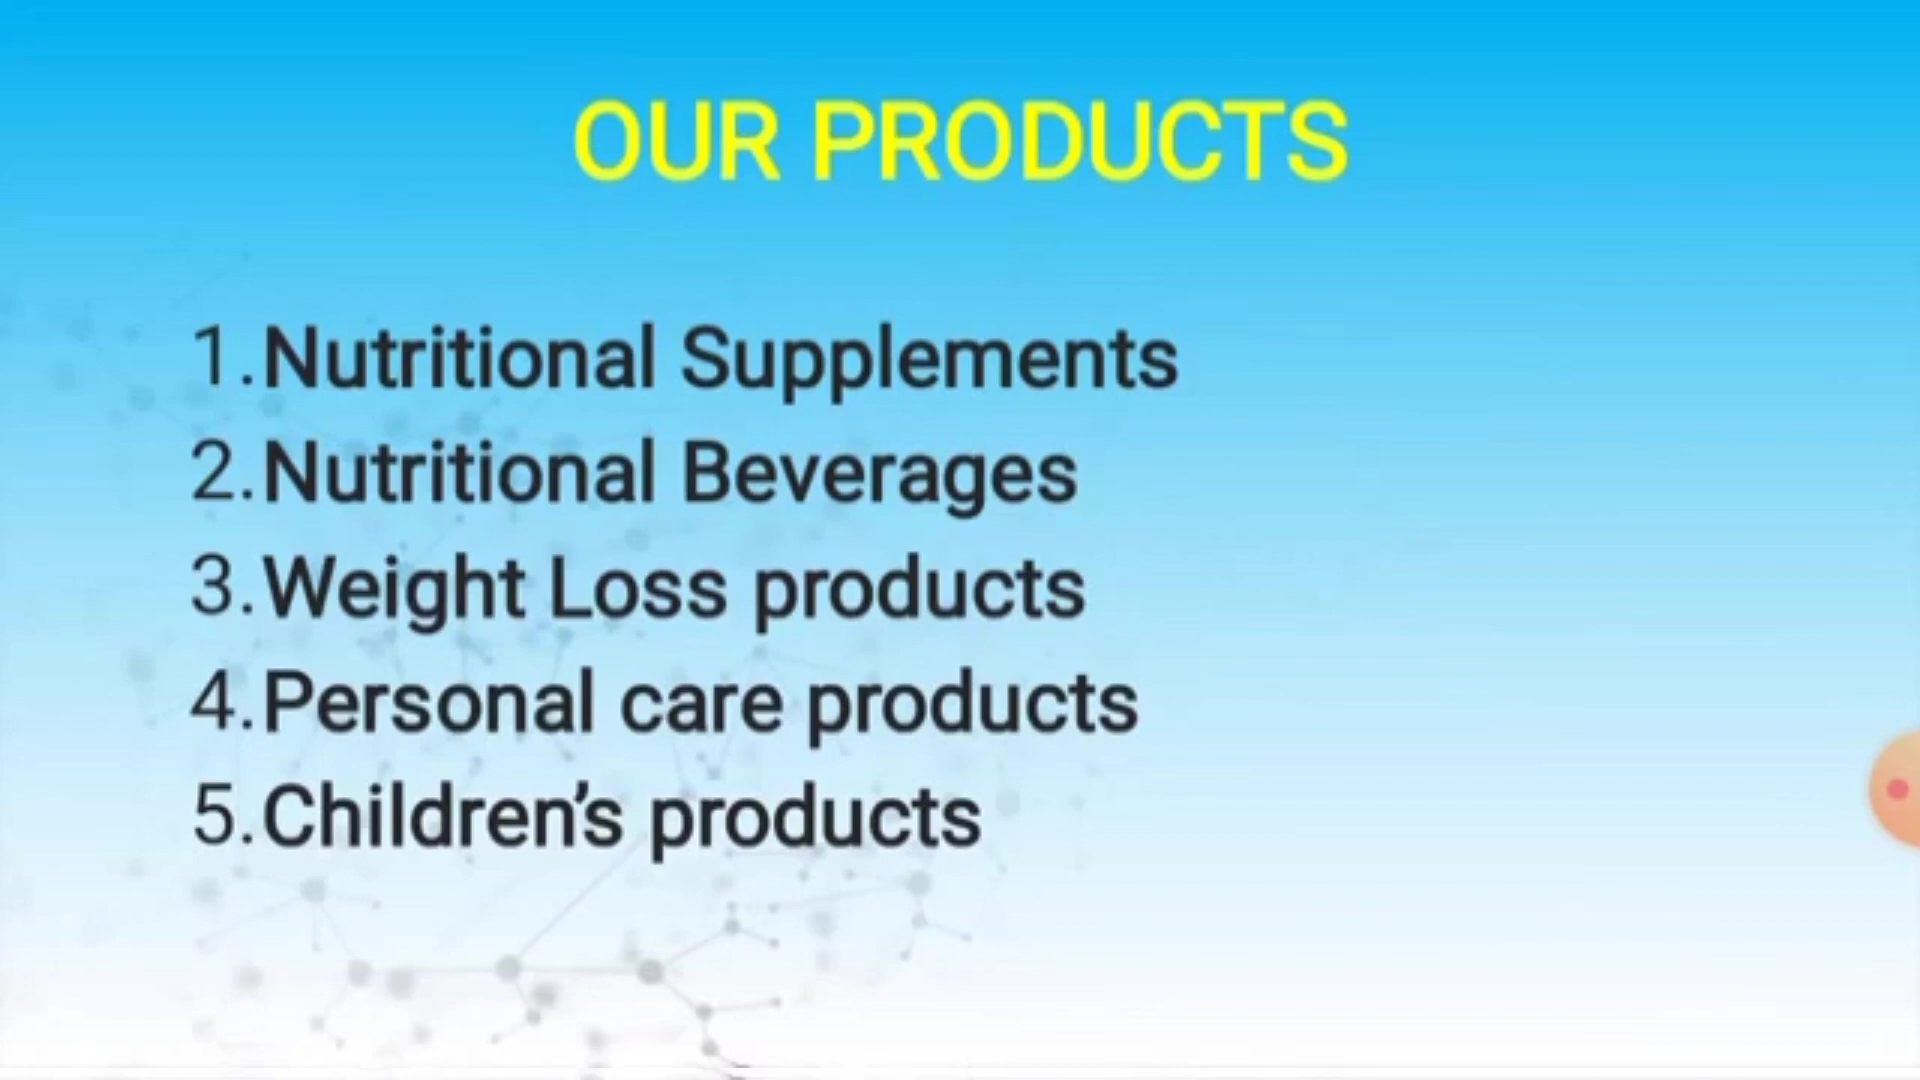 OUR PRODUCTS
1.Nutritional Supplements
2.Nutritional Beverages
3.Weight Loss products
4.Personal care products
5.Children’s products